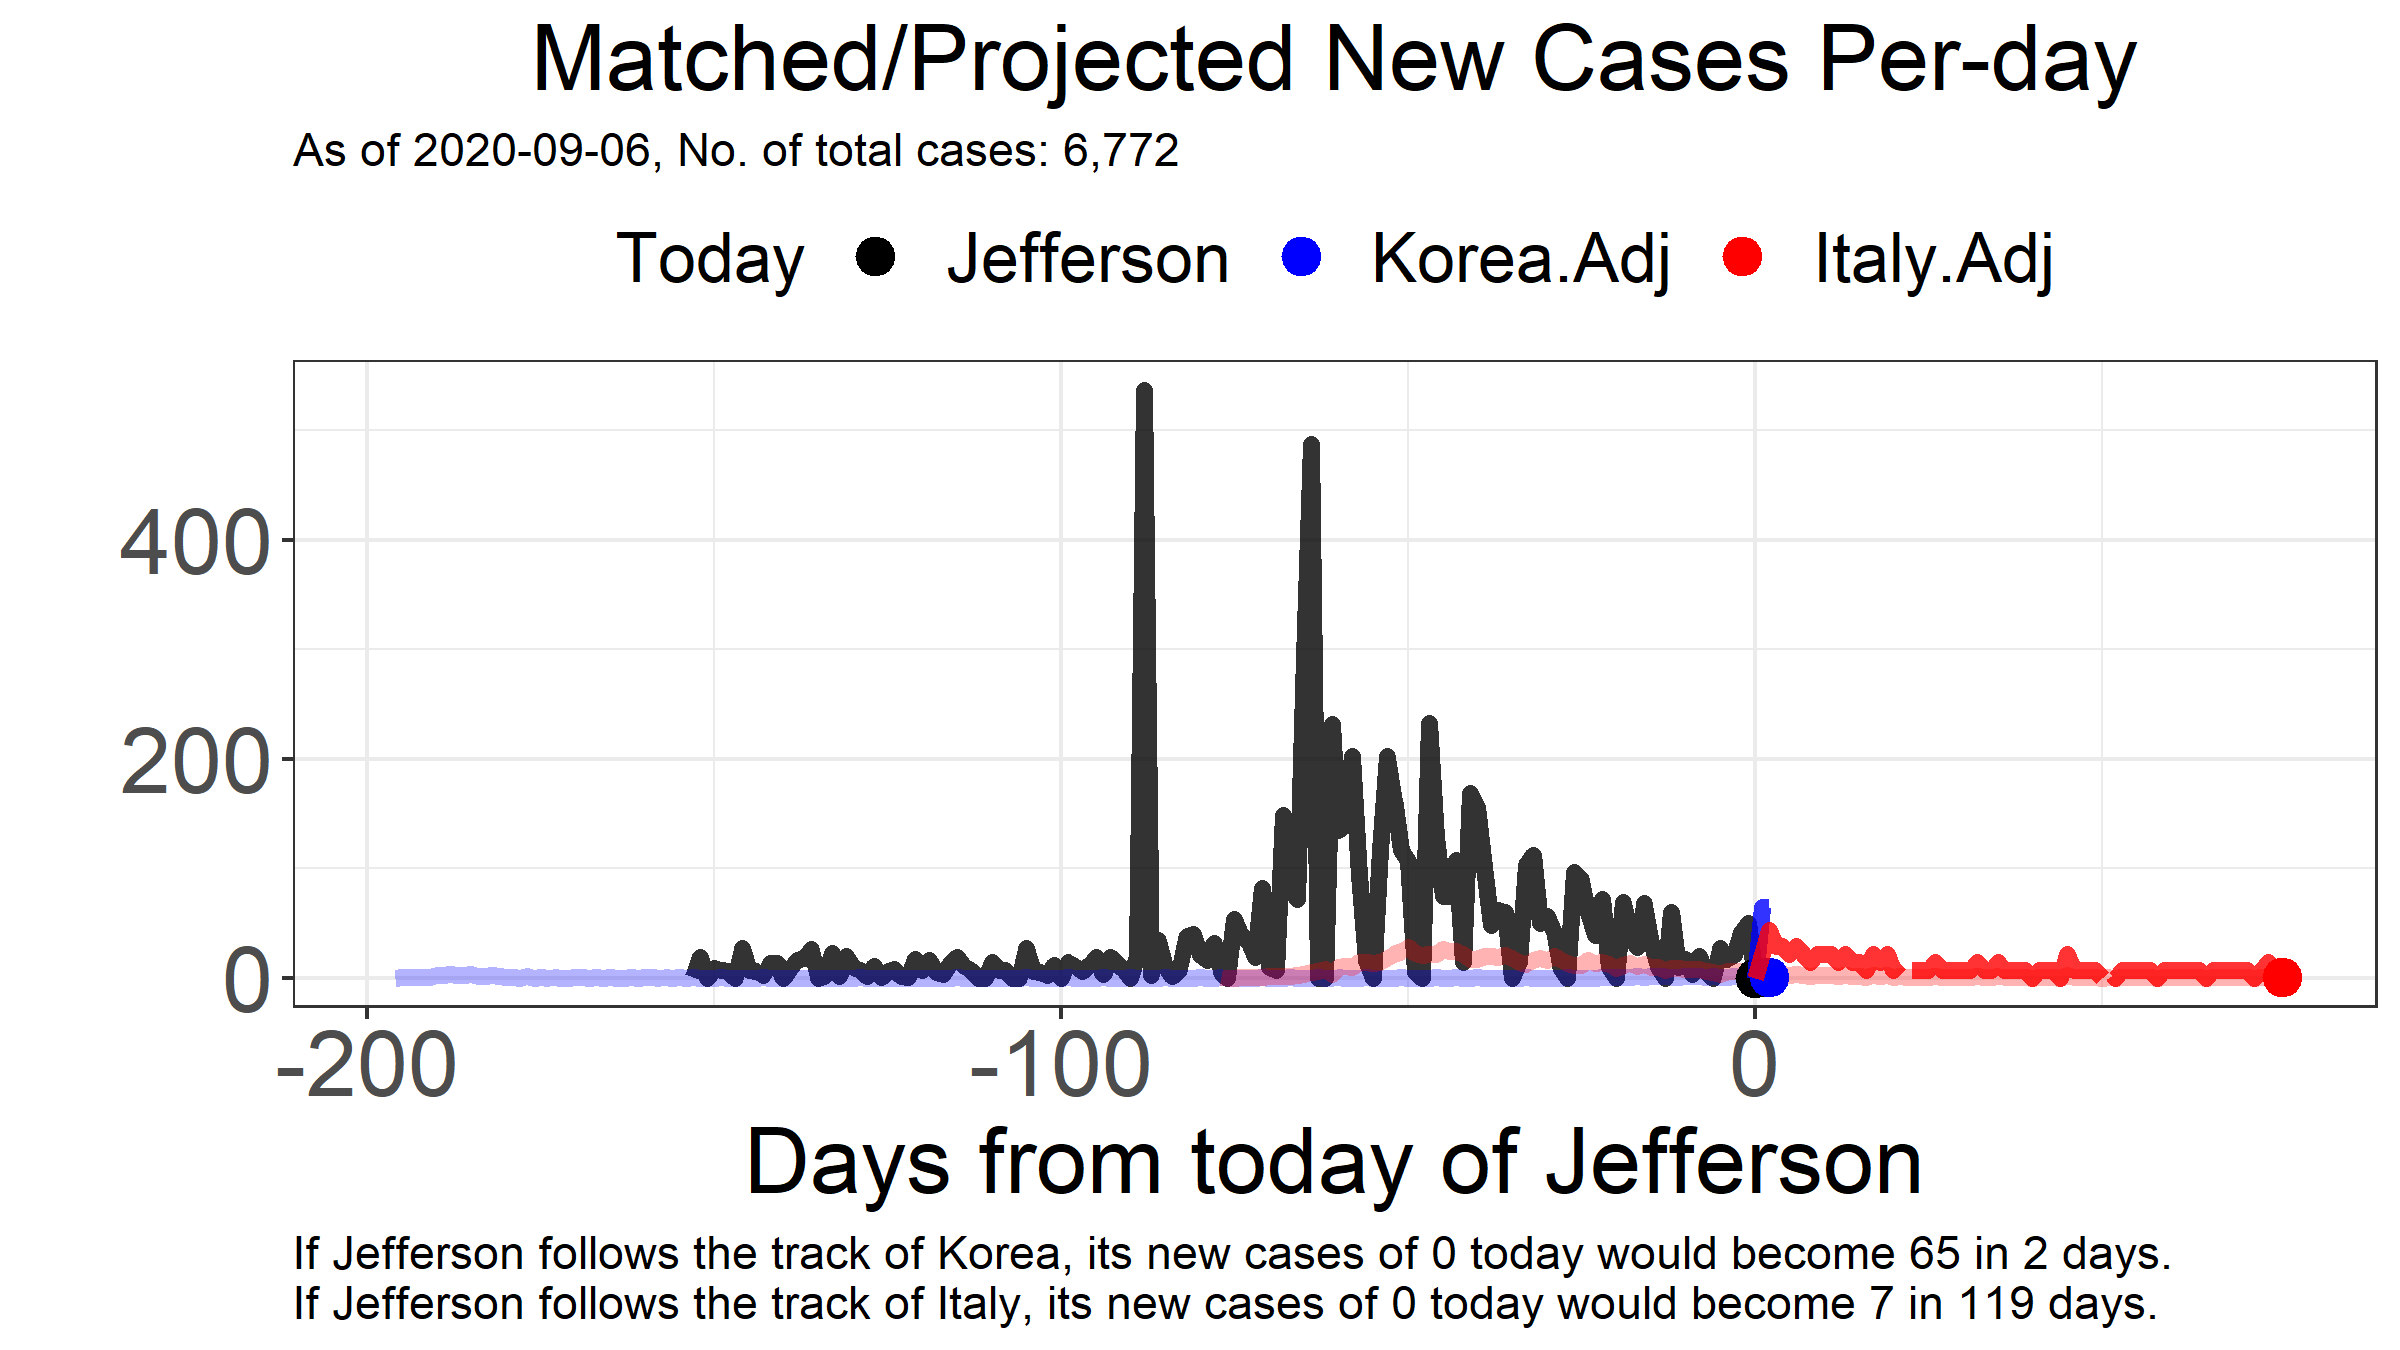 Matched/Projected New Cases Per-day
As of 2020-09-06, No. of total cases: 6,772
Today Jefferson Korea.Adj Italy.Adj
400
200
0
-200 -100 0
Days from today of Jefferson
If Jefferson follows the track of Korea, its new cases of 0 today would become 65 in 2 days.
If Jefferson follows the track of Italy, its new cases of 0 today would become 7 in 119 days.